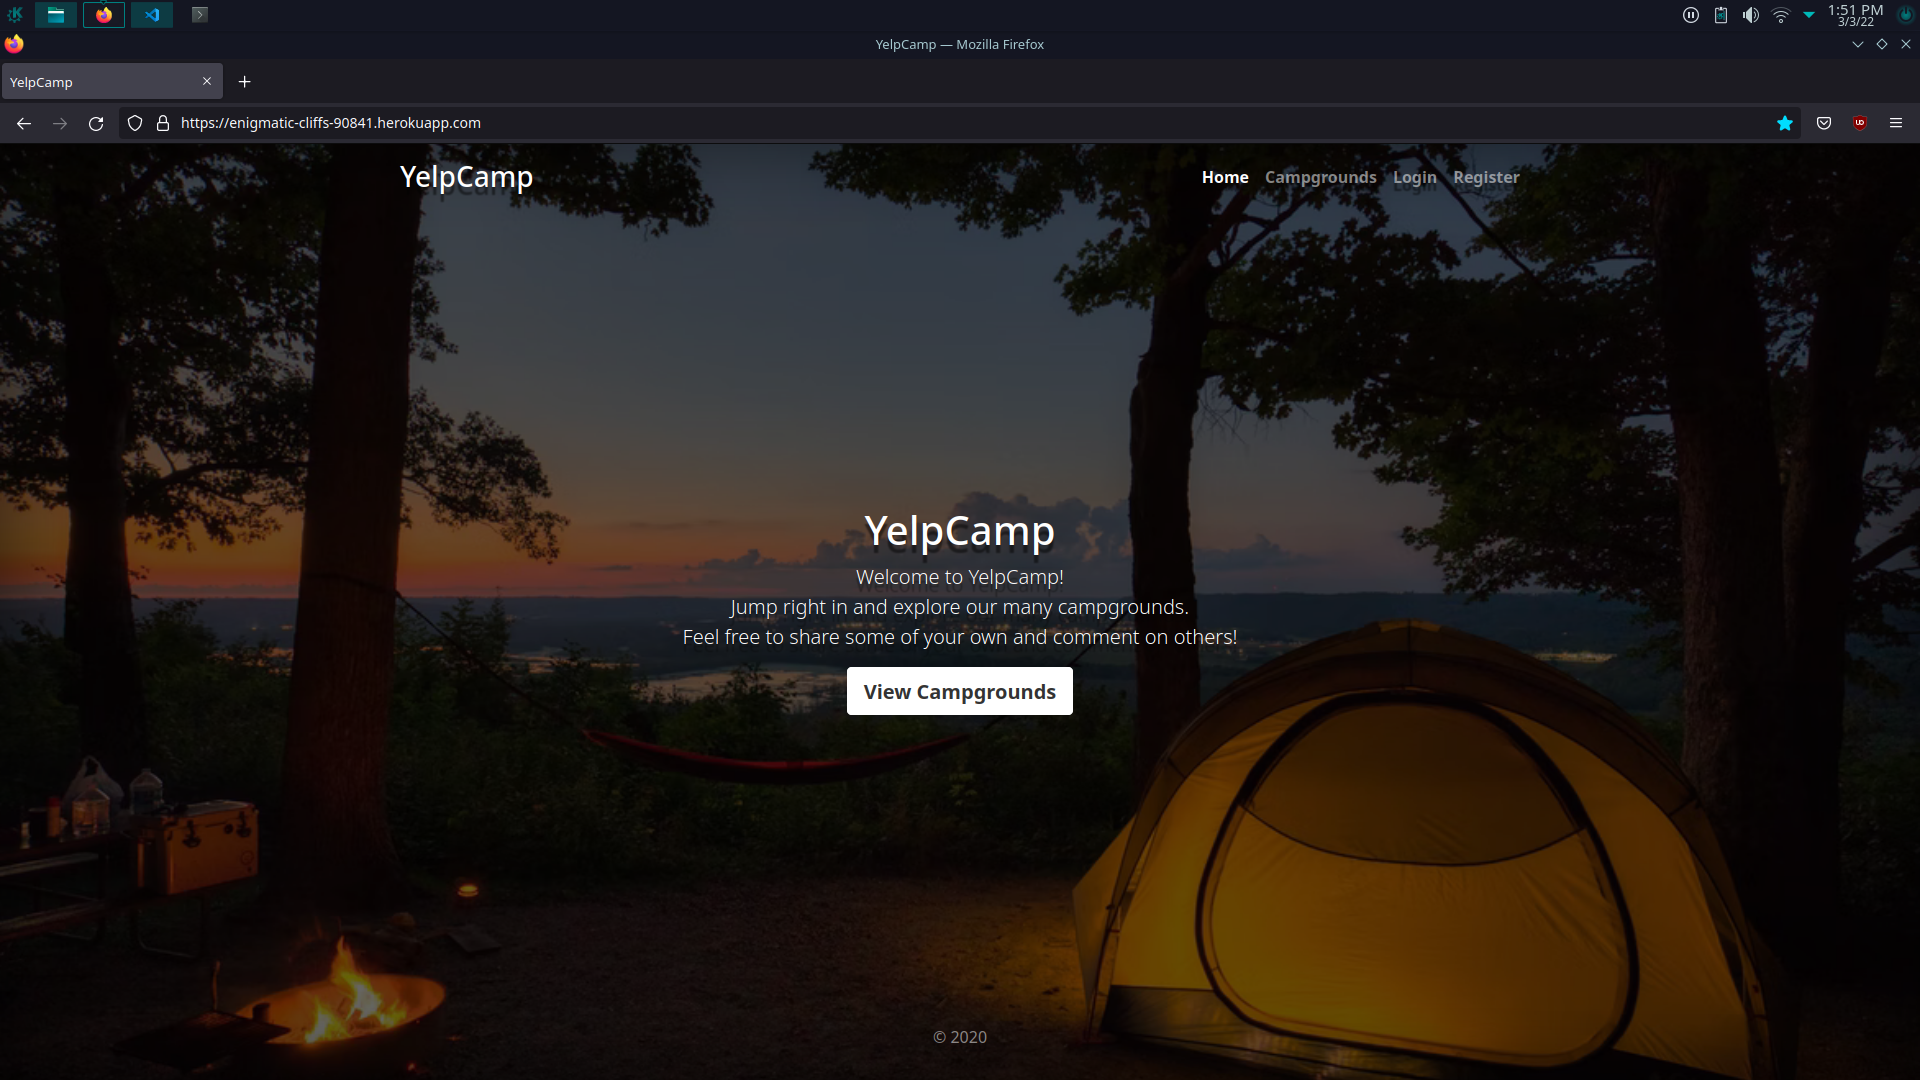 1:51 PM
3/3/22
YelpCamp — Mozilla Firefox
YelpCamp
https://enigmatic-cliffs-90841.herokuapp.com
YelpCamp
Home Campgrounds Login Register
YelpCamp
Welcome to YelpCamp!
Jump right in and explore our many campgrounds.
Feel free to share some of your own and comment on others!
View Campgrounds
© 2020